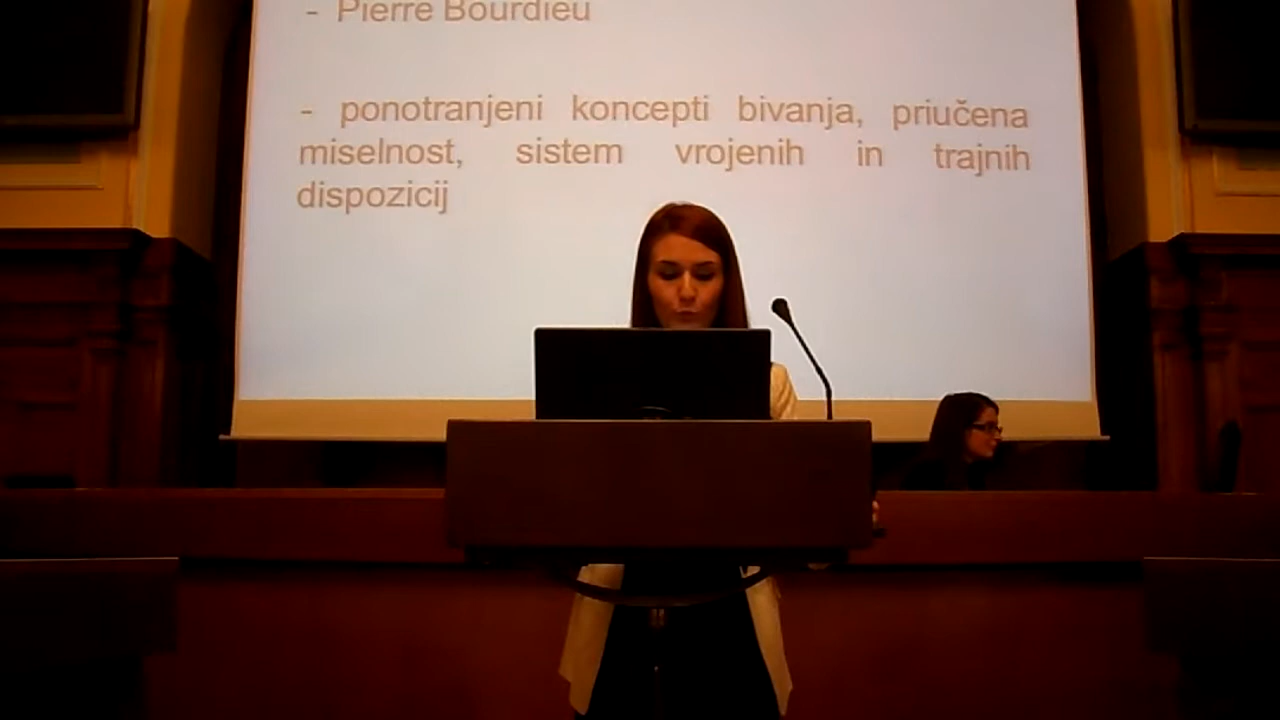 - Pierre Bourdieu
- ponotranjeni koncepti bivanja, priučena
miselnost, sistem vrojenih in trajnih
dispozicij